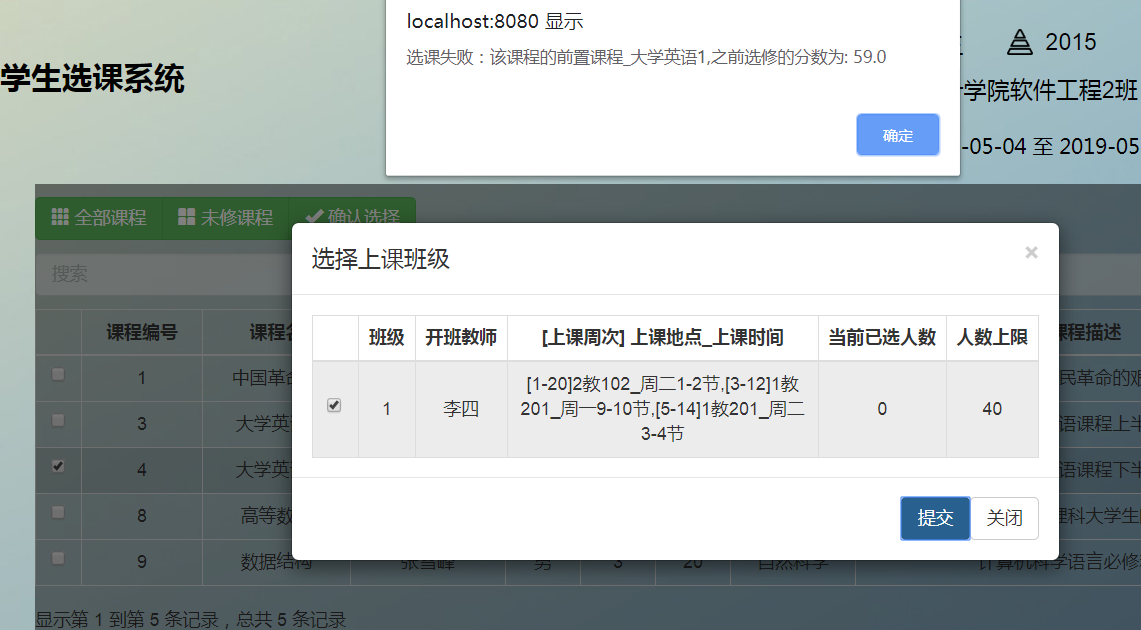 localhost:8080 显示
选课失败：该课程的前置课程_大学英语1,之前选修的分数为: 59.0
确定
2015
学生选课系统
学院软件工程2班
-05-04 至 2019-05
全部课程 未修课程 确认选择
搜索
选择上课班级 ×
班级 开班教师 [上课周次] 上课地点_上课时间 当前已选人数 人数上限
1 李四 [1-20]2教102_周二1-2节,[3-12]1教
201_周一9-10节,[5-14]1教201_周二
3-4节 0 40
提交 关闭
课程编号 课程名 课程描述
1 中国革命 民革命的艰
3 大学英 语课程上半
4 大学英 语课程下半
8 高等数 理科大学生
9 数据结构 张雪峰 男 3 20 自然科学 计算机科学语言必修
显示第 1 到第 5 条记录，总共 5 条记录